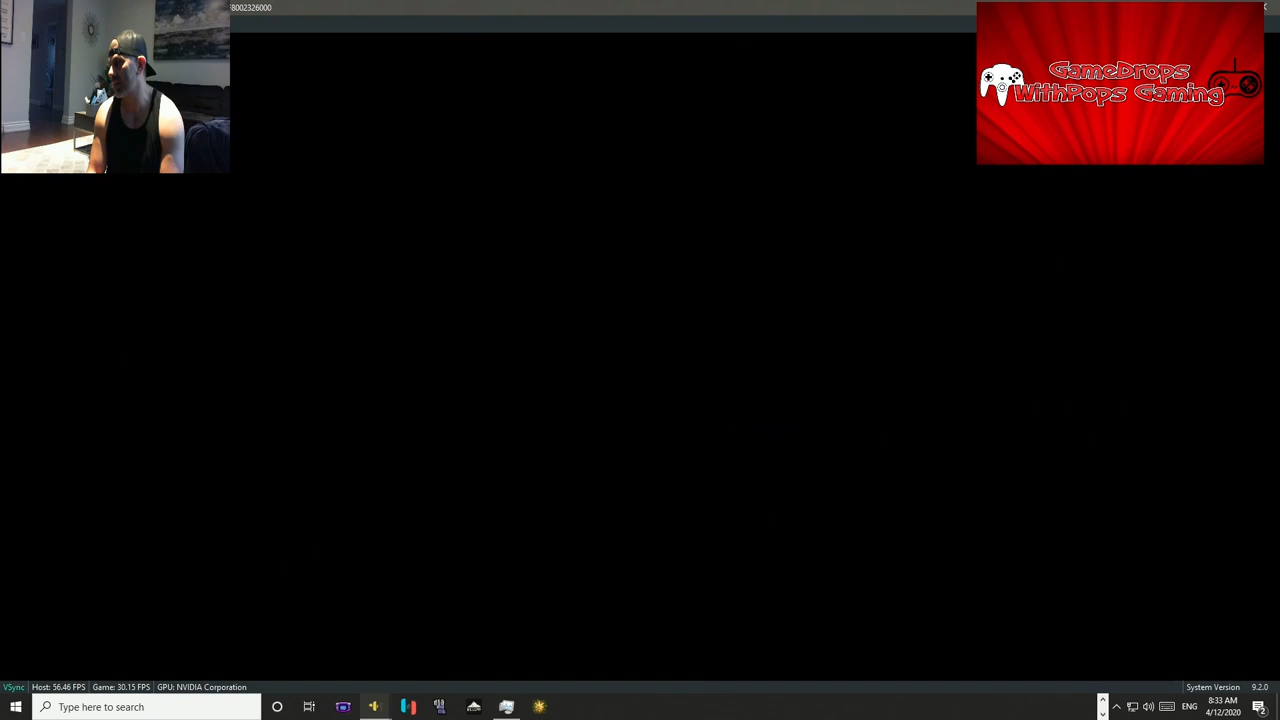 8002326000
GameDrops
WithPops Gaming
VSync
Host: 56.46 FPS
Game: 30.15 FPS
GPU: NVIDIA Corporation
System Version
9.2.0
Type here to search
ENG
8:33 AM
4/12/2020
2